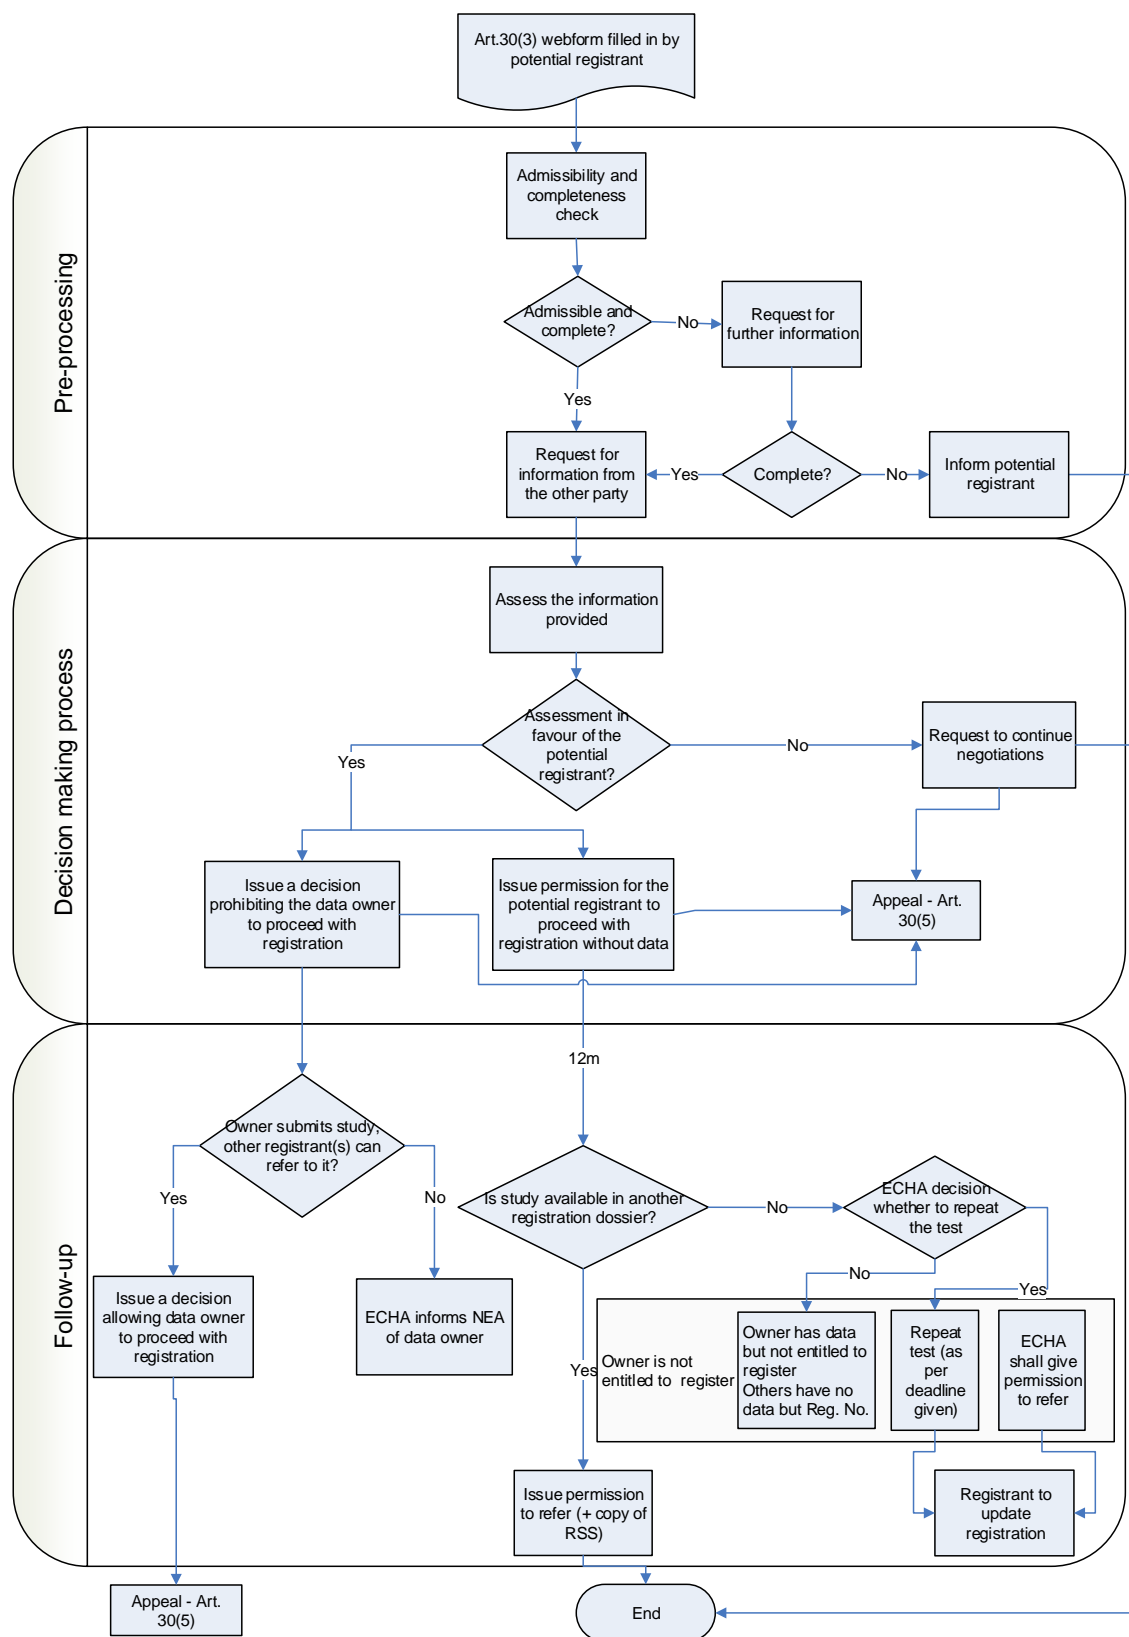 Art.30(3) webform filled in by
potential registrant
Pre-processing
Admissibility and
completeness
check
Admissible and
complete?
No
Request for
further information
Yes
Request for
information from
the other party
Yes
Complete?
No
Inform potential
registrant
Decision making process
Assess the information
provided
Assessment in
favour of the
potential
registrant?
No
Request to continue
negotiations
Yes
Issue a decision
prohibiting the data owner
to proceed with
registration
Issue permission for the
potential registrant to
proceed with
registration without data
Appeal - Art.
30(5)
Follow-up
12m
Owner submits study,
other registrant(s) can
refer to it?
Yes
No
Is study available in another
registration dossier?
No
ECHA decision
whether to repeat
the test
No
Yes
Issue a decision
allowing data owner
to proceed with
registration
ECHA informs NEA
of data owner
Yes
Owner is not
entitled to register
Owner has data
but not entitled to
register
Others have no
data but Reg. No.
Repeat
test (as
per
deadline
given)
ECHA
shall give
permission
to refer
Issue permission
to refer (+ copy of
RSS)
Registrant to
update
registration
Appeal - Art.
30(5)
End